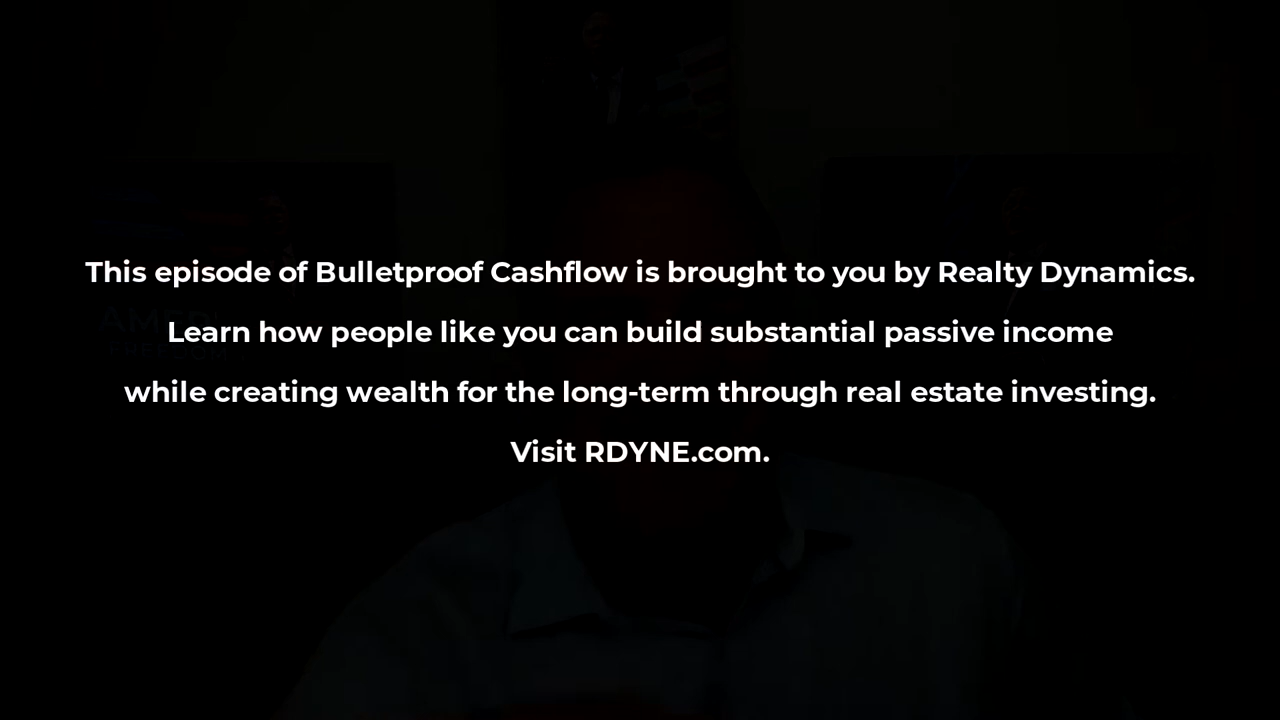 This episode of Bulletproof Cashflow is brought to you by Realty Dynamics.
Learn how people like you can build substantial passive income
while creating wealth for the long-term through real estate investing.
Visit RDYNE.com.